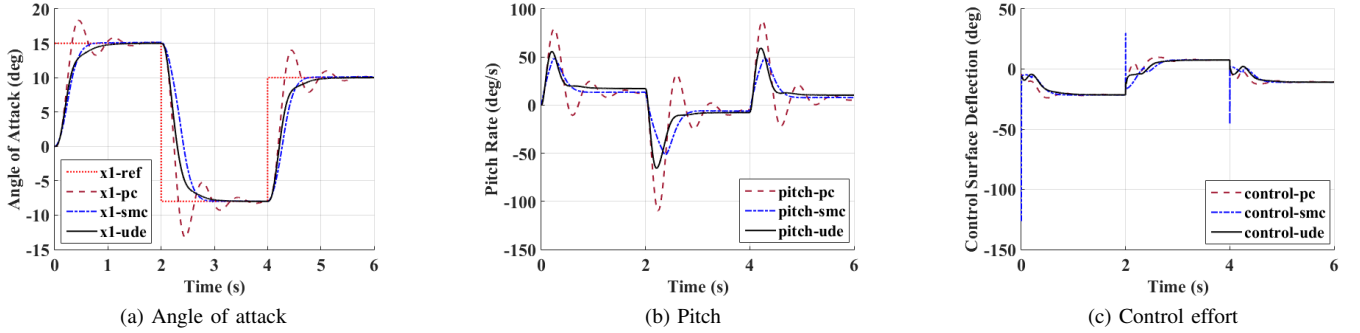 Angle of Attack (deg)
20
15
10
5
0
-5
-10
-15
x1-ref
x1-pc
x1-smc
x1-ude
0
1
2
3
4
5
6
Time (s)
(a) Angle of attack
Pitch Rate (deg/s)
100
50
0
-50
-100
-150
pitch-pc
pitch-smc
pitch-ude
0
2
4
6
Time (s)
(b) Pitch
Control Surface Deflection (deg)
50
0
-50
-100
-150
control-pc
control-smc
control-ude
0
2
4
6
Time (s)
(c) Control effort